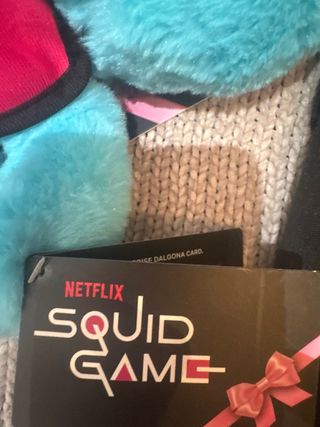 DALGONA CARD.
NETFLIX
SQUID
GAME